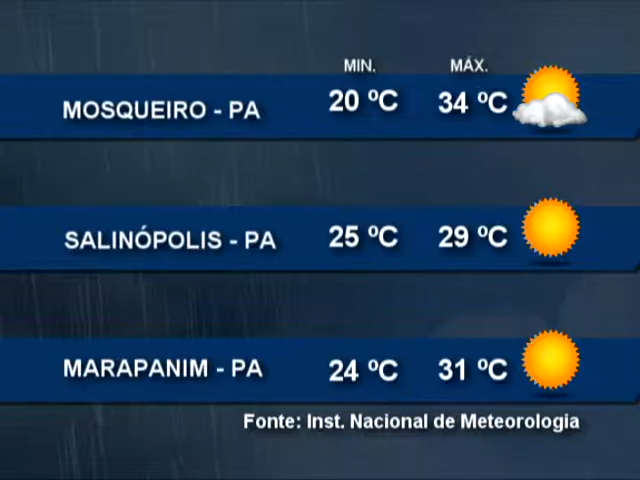 MIN. MÁX.
MOSQUEIRO - PA 20 ºC 34 ºC
SALINÓPOLIS - PA 25 ºC 29 ºC
MARAPANIM - PA 24 ºC 31 ºC
Fonte: Inst. Nacional de Meteorologia